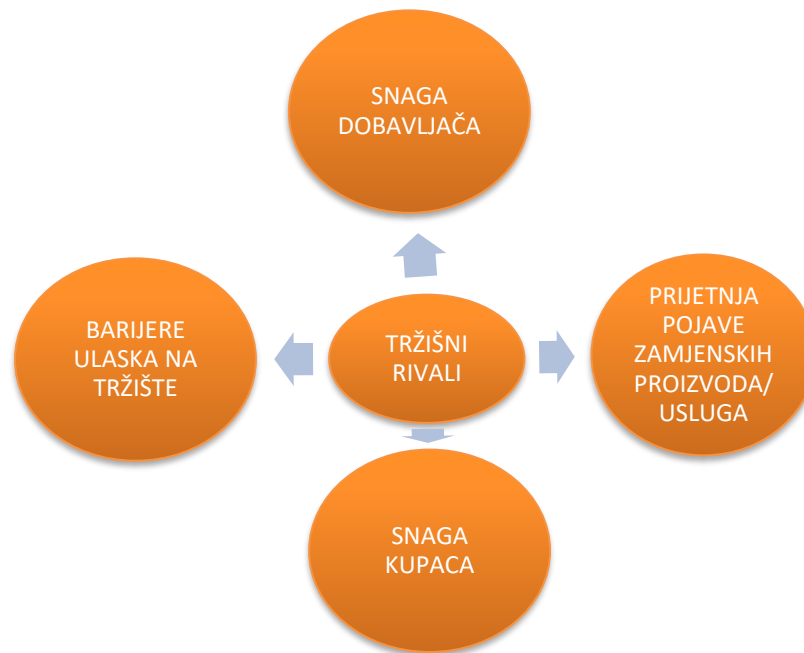 SNAGA
DOBAVLJAČA
BARIJERE
ULASKA NA
TRŽIŠTE
TRŽIŠNI
RIVALI
PRIJETNJA
POJAVE
ZAMJENSKIH
PROIZVODA/
USLUGA
SNAGA
KUPACA